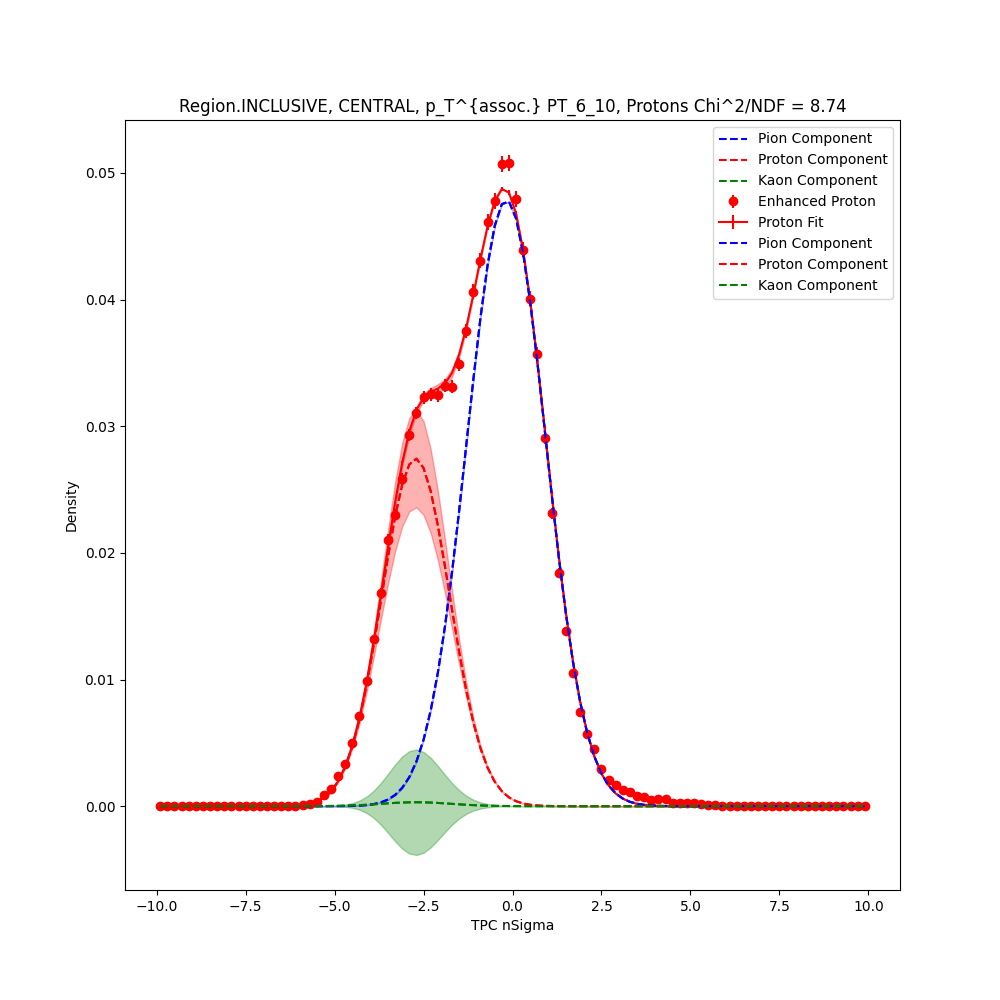 Region.INCLUSIVE, CENTRAL, p_T^{assoc.} PT_6_10, Protons Chi^2/NDF = 8.74
Pion Component
Proton Component
Kaon Component
Enhanced Proton
Proton Fit
Pion Component
Proton Component
Kaon Component
0.05
0.04
0.03
0.02
0.01
0.00
Density
−10.0 −7.5 −5.0 −2.5 0.0 2.5 5.0 7.5 10.0
TPC nSigma